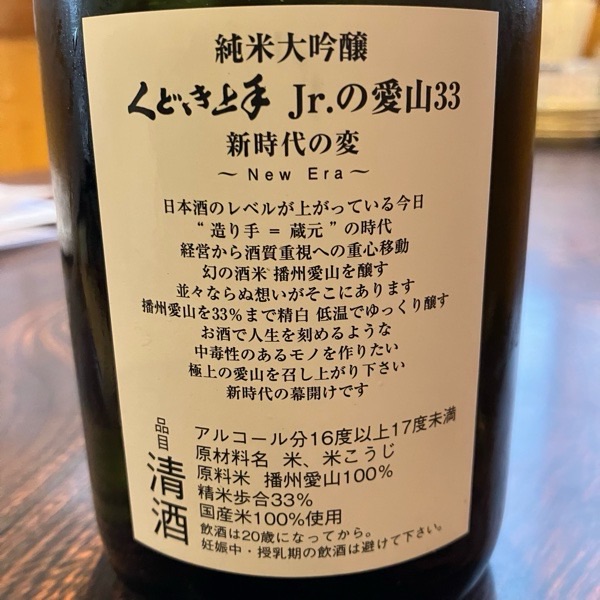 純米大吟醸
くどき上手 Jr.の愛山33
新時代の変
～New Era～
日本酒のレベルが上がっている今日
“ 造り手 = 蔵元 ” の時代
経営から酒質重視への重心移動
幻の酒米 播州愛山を醸す
並々ならぬ想いがそこにあります
播州愛山を33%まで精白 低温でゆっくり醸す
お酒で人生を刻めるような
中毒性のあるモノを作りたい
極上の愛山を召し上がり下さい
新時代の幕開けです
品目
清酒
アルコール分16度以上17度未満
原材料名 米、米こうじ
原料米 播州愛山100%
精米歩合33%
国産米100%使用
飲酒は20歳になってから。
妊娠中・授乳期の飲酒は避けて下さい。